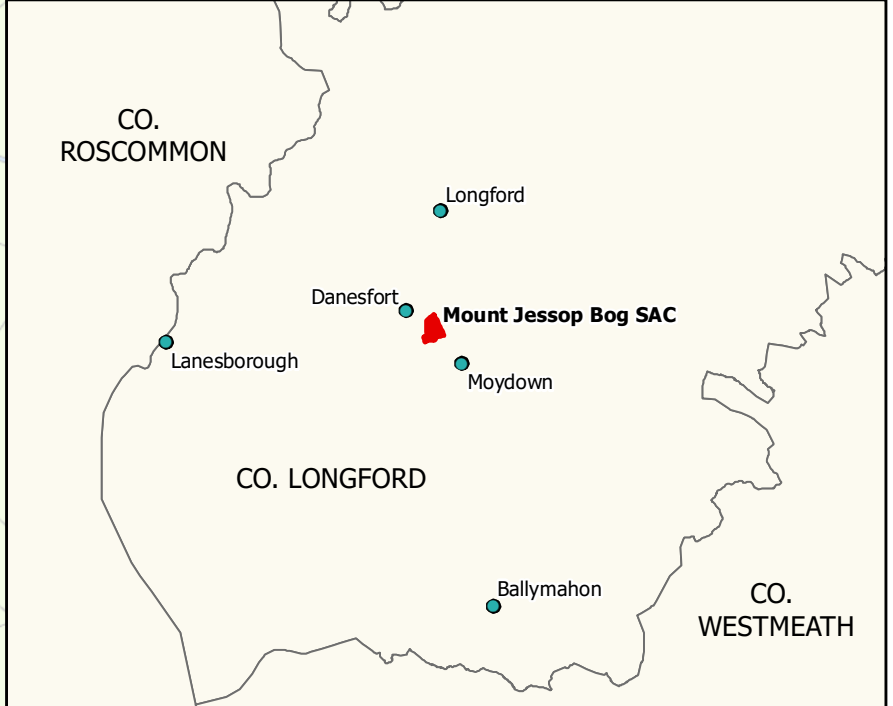 CO.
ROSCOMMON
Longford
Danesfort
Mount Jessop Bog SAC
Lanesborough
Moydown
CO. LONGFORD
Ballymahon
CO.
WESTMEATH